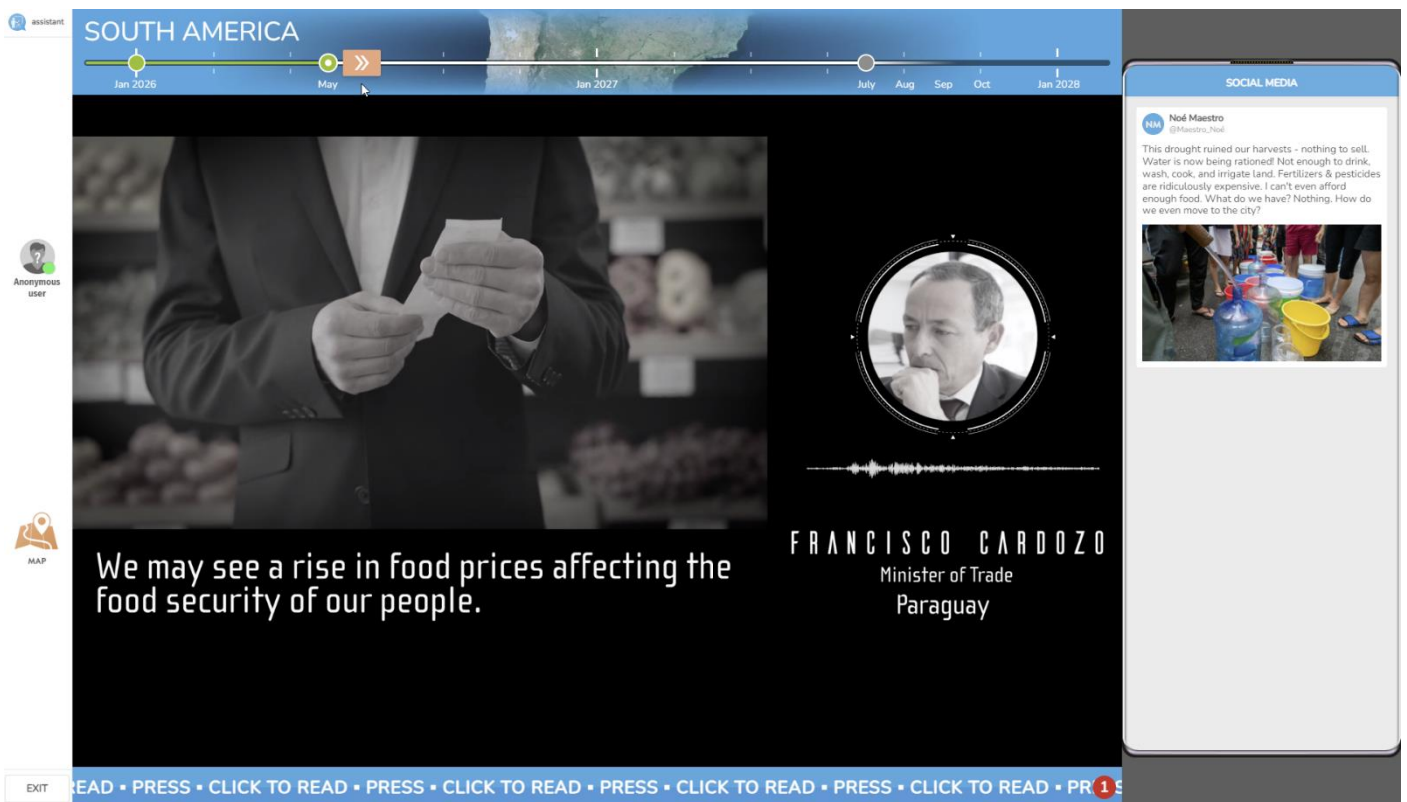 assistant
SOUTH AMERICA
Jan 2026
May
Jan 2027
July
Aug
Sep
Oct
Jan 2028
SOCIAL MEDIA
NM
Noé Maestro
@Maestro_Noé
This drought ruined our harvests - nothing to sell.
Water is now being rationed! Not enough to drink,
wash, cook, and irrigate land. Fertilizers & pesticides
are ridiculously expensive. I can't even afford
enough food. What do we have? Nothing. How do
we even move to the city?
?
Anonymous
user
MAP
We may see a rise in food prices affecting the
food security of our people.
FRANCISCO CARDOZO
Minister of Trade
Paraguay
EXIT
READ ▪ PRESS ▪ CLICK TO READ ▪ PRESS ▪ CLICK TO READ ▪ PRESS ▪ CLICK TO READ ▪ PRESS ▪ CLICK TO READ ▪ PR
1